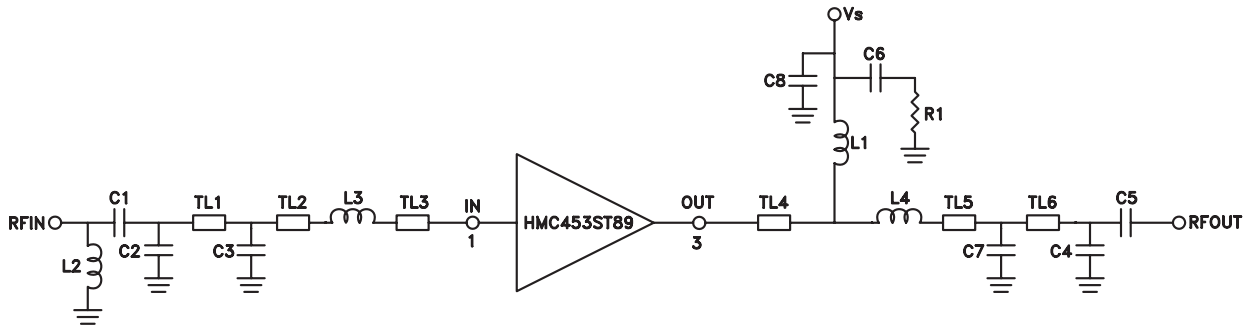 Vs
C6
C8
R1
L1
C1
TL1
TL2
L3
TL3
IN
OUT
TL4
L4
TL5
TL6
C5
RFIN
HMC453ST89
RFOUT
1
3
L2
C2
C3
C7
C4